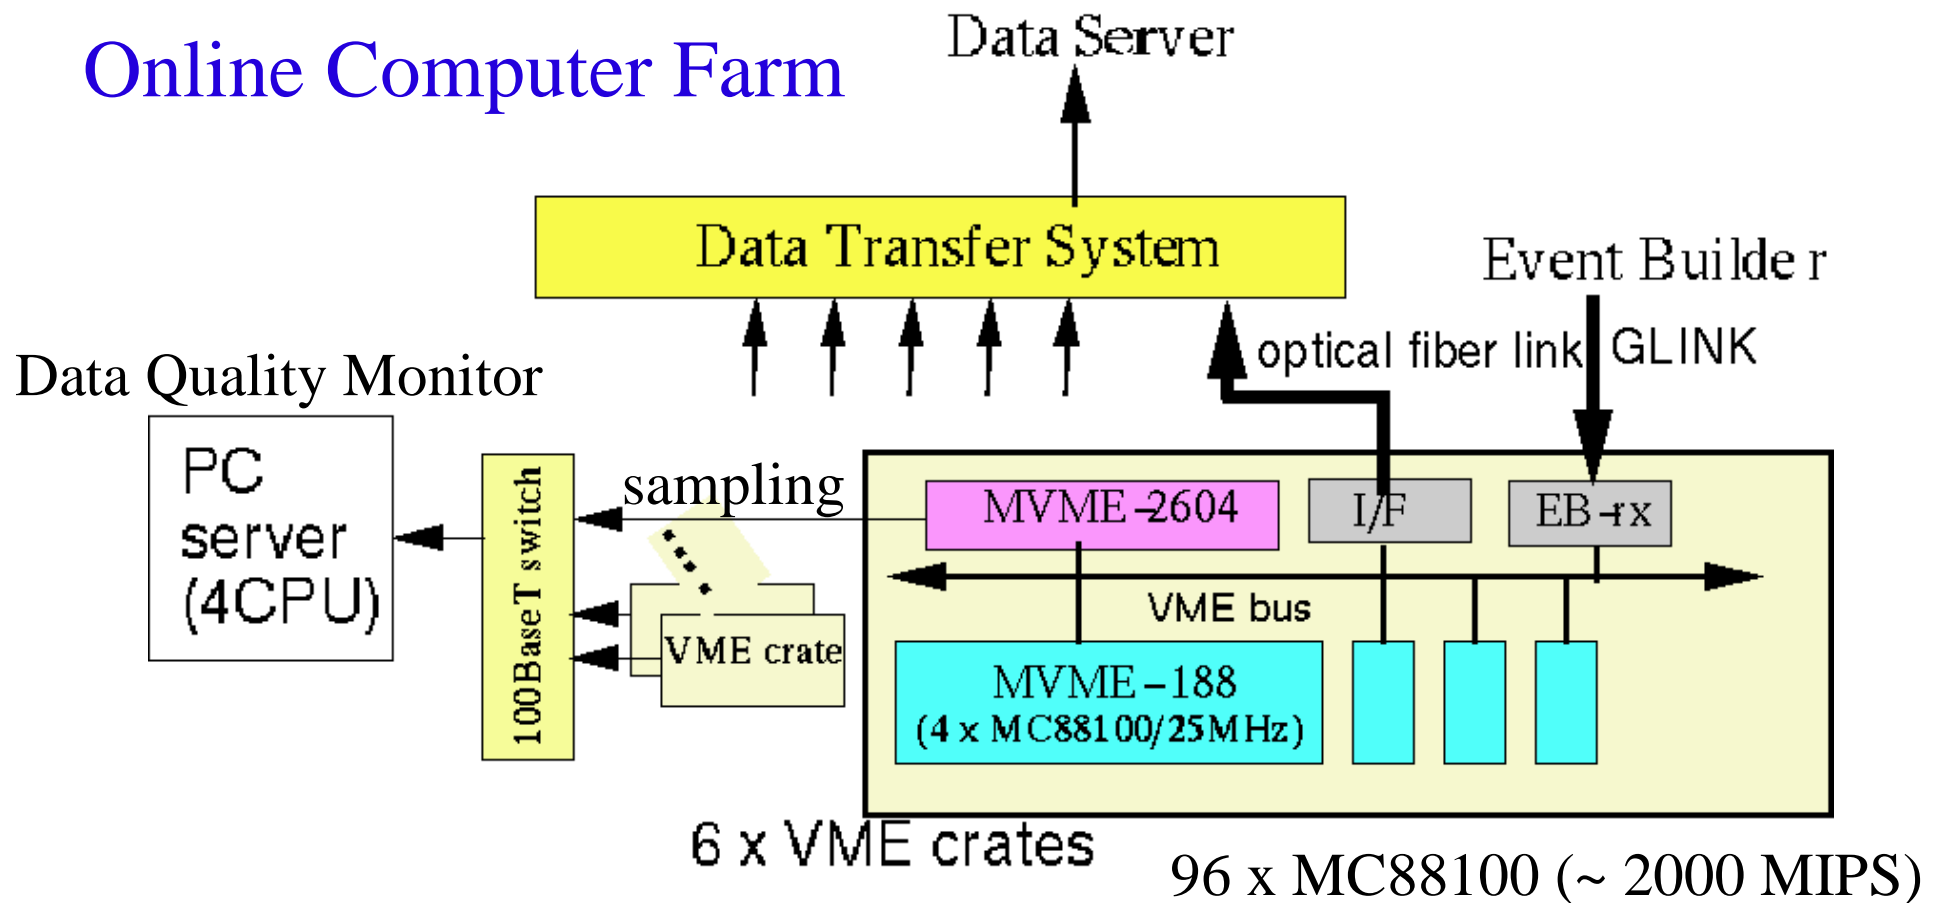 Data Server
Online Computer Farm
Data Transfer System
Event Builder
optical fiber link
GLINK
Data Quality Monitor
PC
server
(4CPU)
100BaseT switch
sampling
MVME-2604
I/F
EB-rx
VME bus
VME crate
MVME-188
(4 x MC88100/25MHz)
6 x VME crates
96 x MC88100 (~ 2000 MIPS)